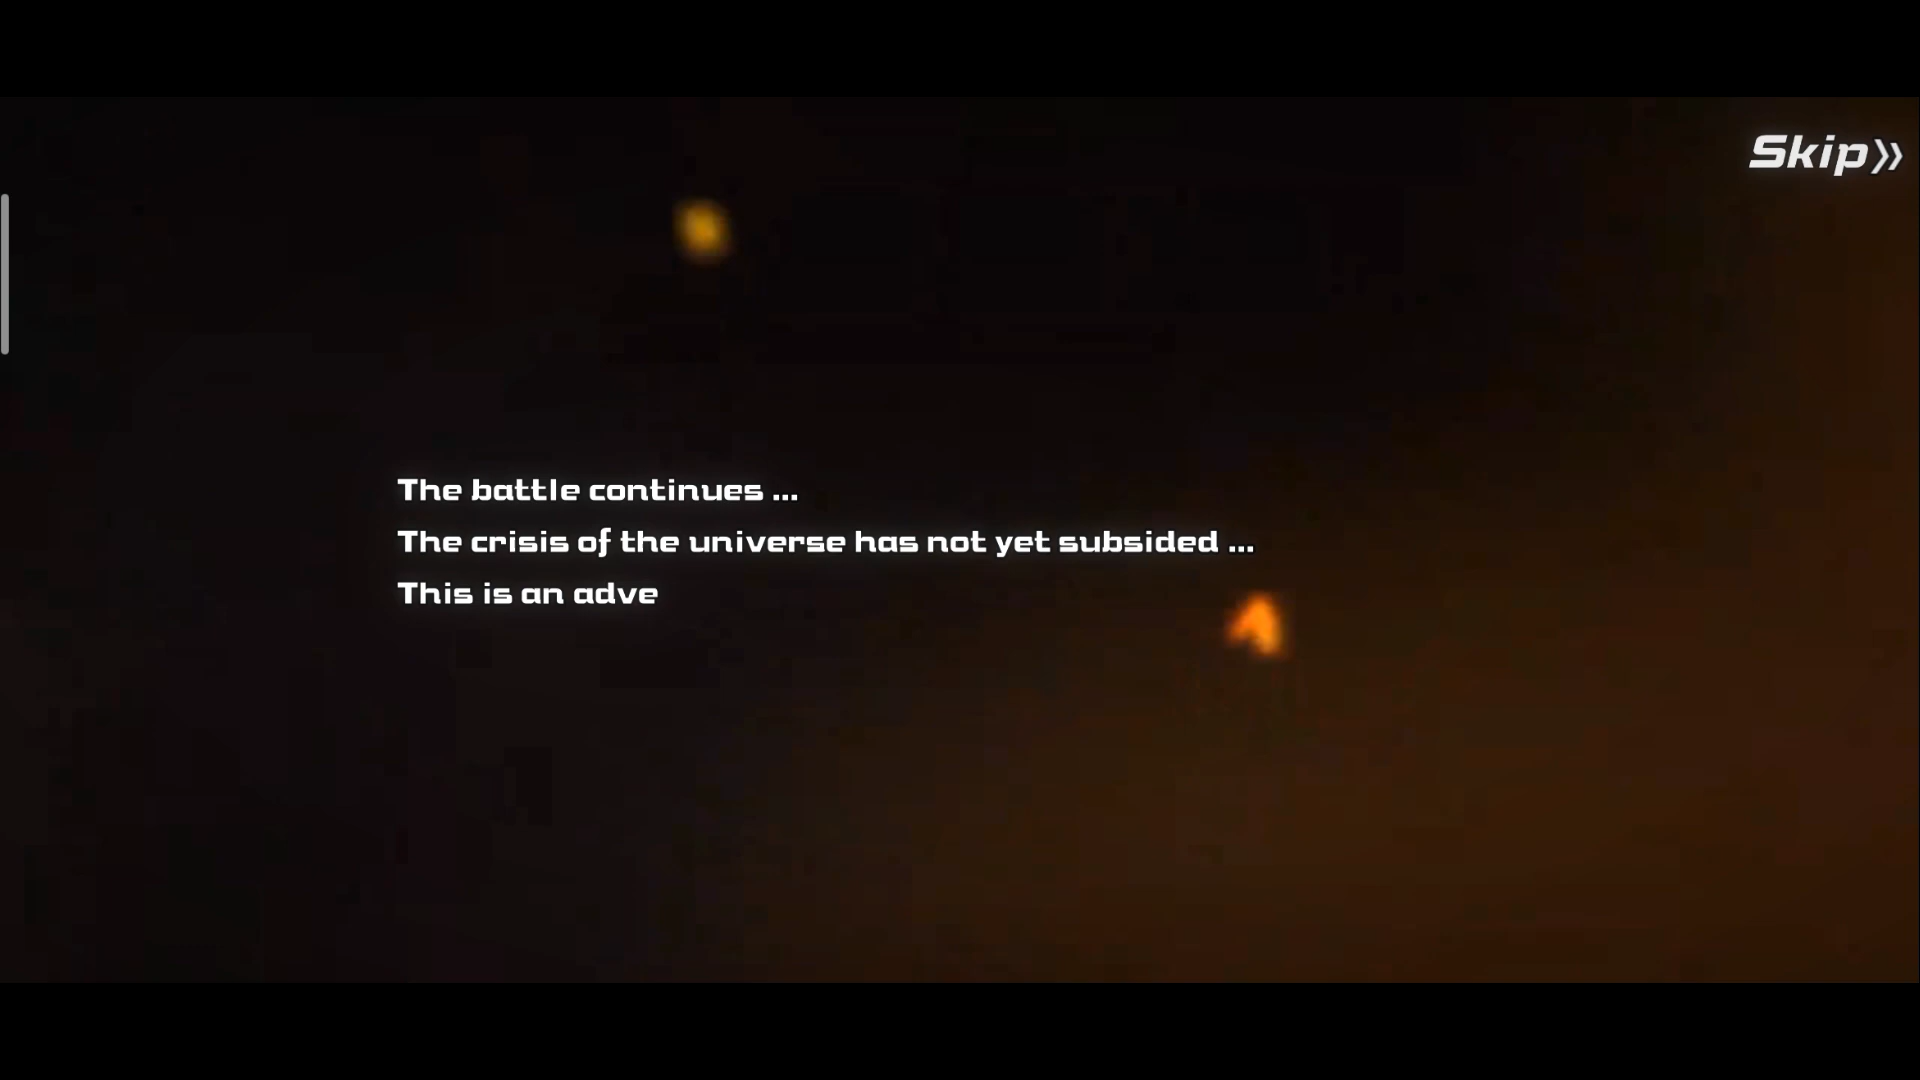 Skip»
The battle continues ...
The crisis of the universe has not yet subsided ...
This is an adve